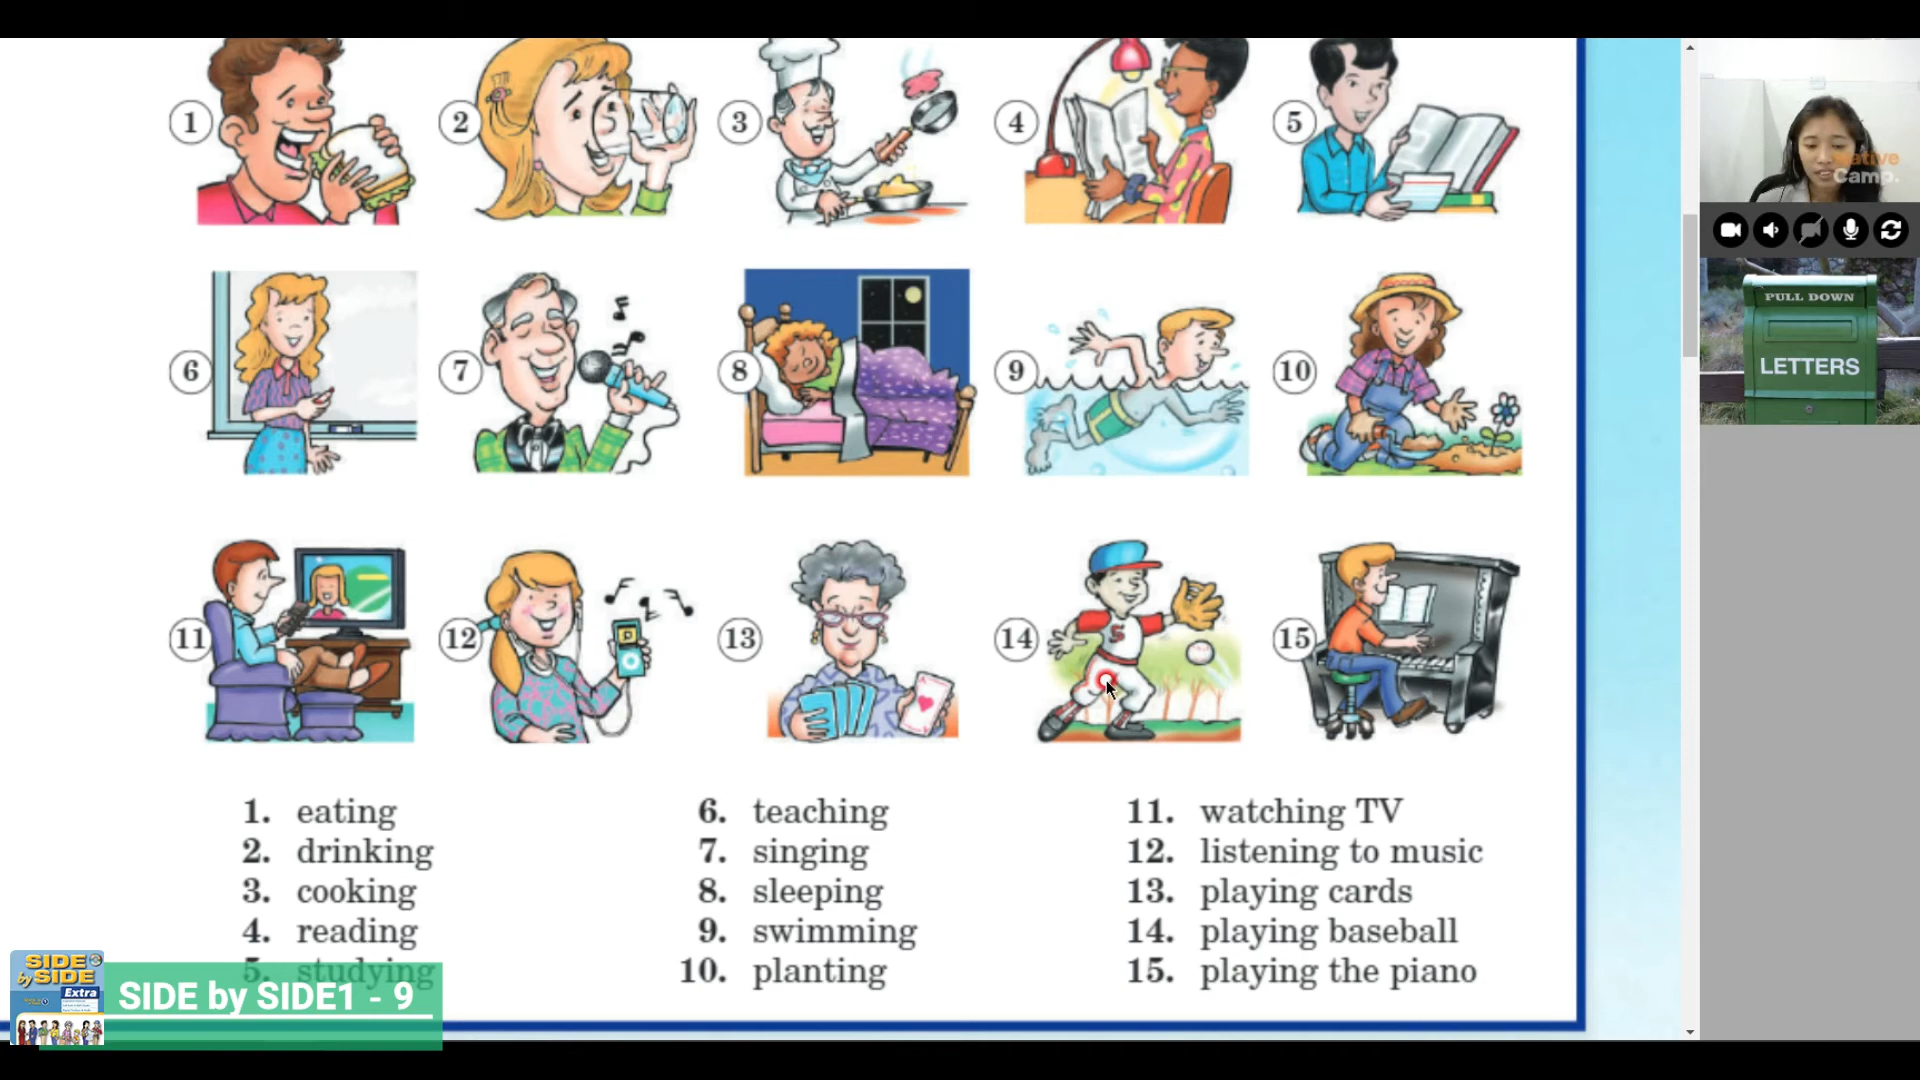 1
2
3
4
5
6
7
8
9
10
11
12
13
14
15
1. eating
2. drinking
3. cooking
4. reading
5. studying
6. teaching
7. singing
8. sleeping
9. swimming
10. planting
11. watching TV
12. listening to music
13. playing cards
14. playing baseball
15. playing the piano
SIDE
by SIDE
Extra
SIDE by SIDE1 - 9
Native
Camp.
PULL DOWN
LETTERS